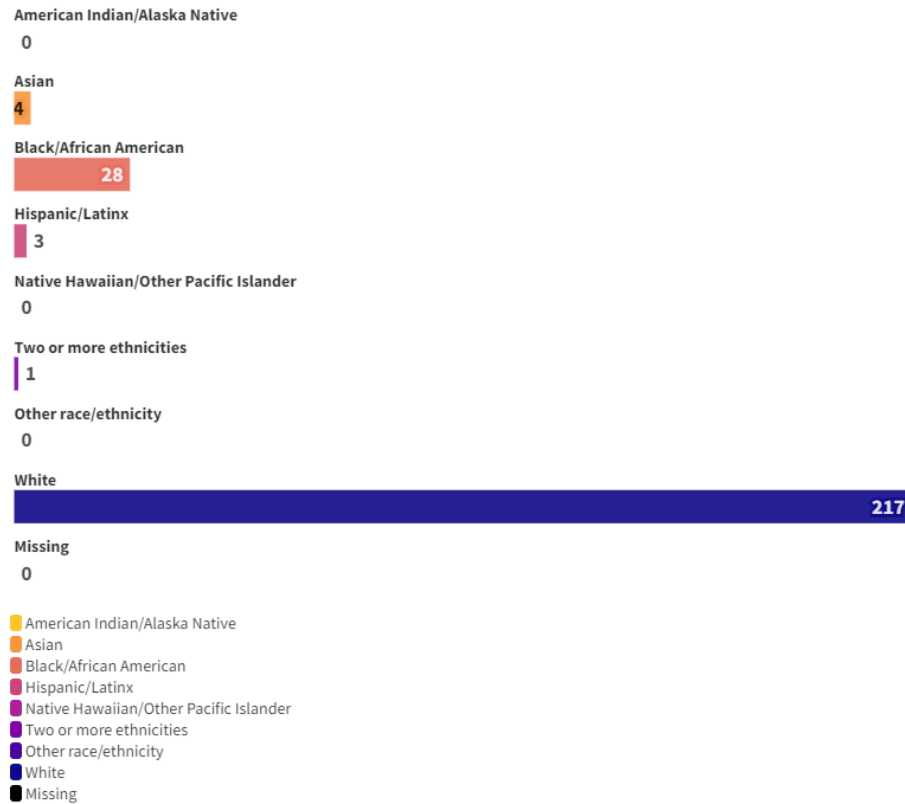 American Indian/Alaska Native
0
Asian
4
Black/African American
28
Hispanic/Latinx
3
Native Hawaiian/Other Pacific Islander
0
Two or more ethnicities
1
Other race/ethnicity
0
White
217
Missing
0
American Indian/Alaska Native
Asian
Black/African American
Hispanic/Latinx
Native Hawaiian/Other Pacific Islander
Two or more ethnicities
Other race/ethnicity
White
Missing